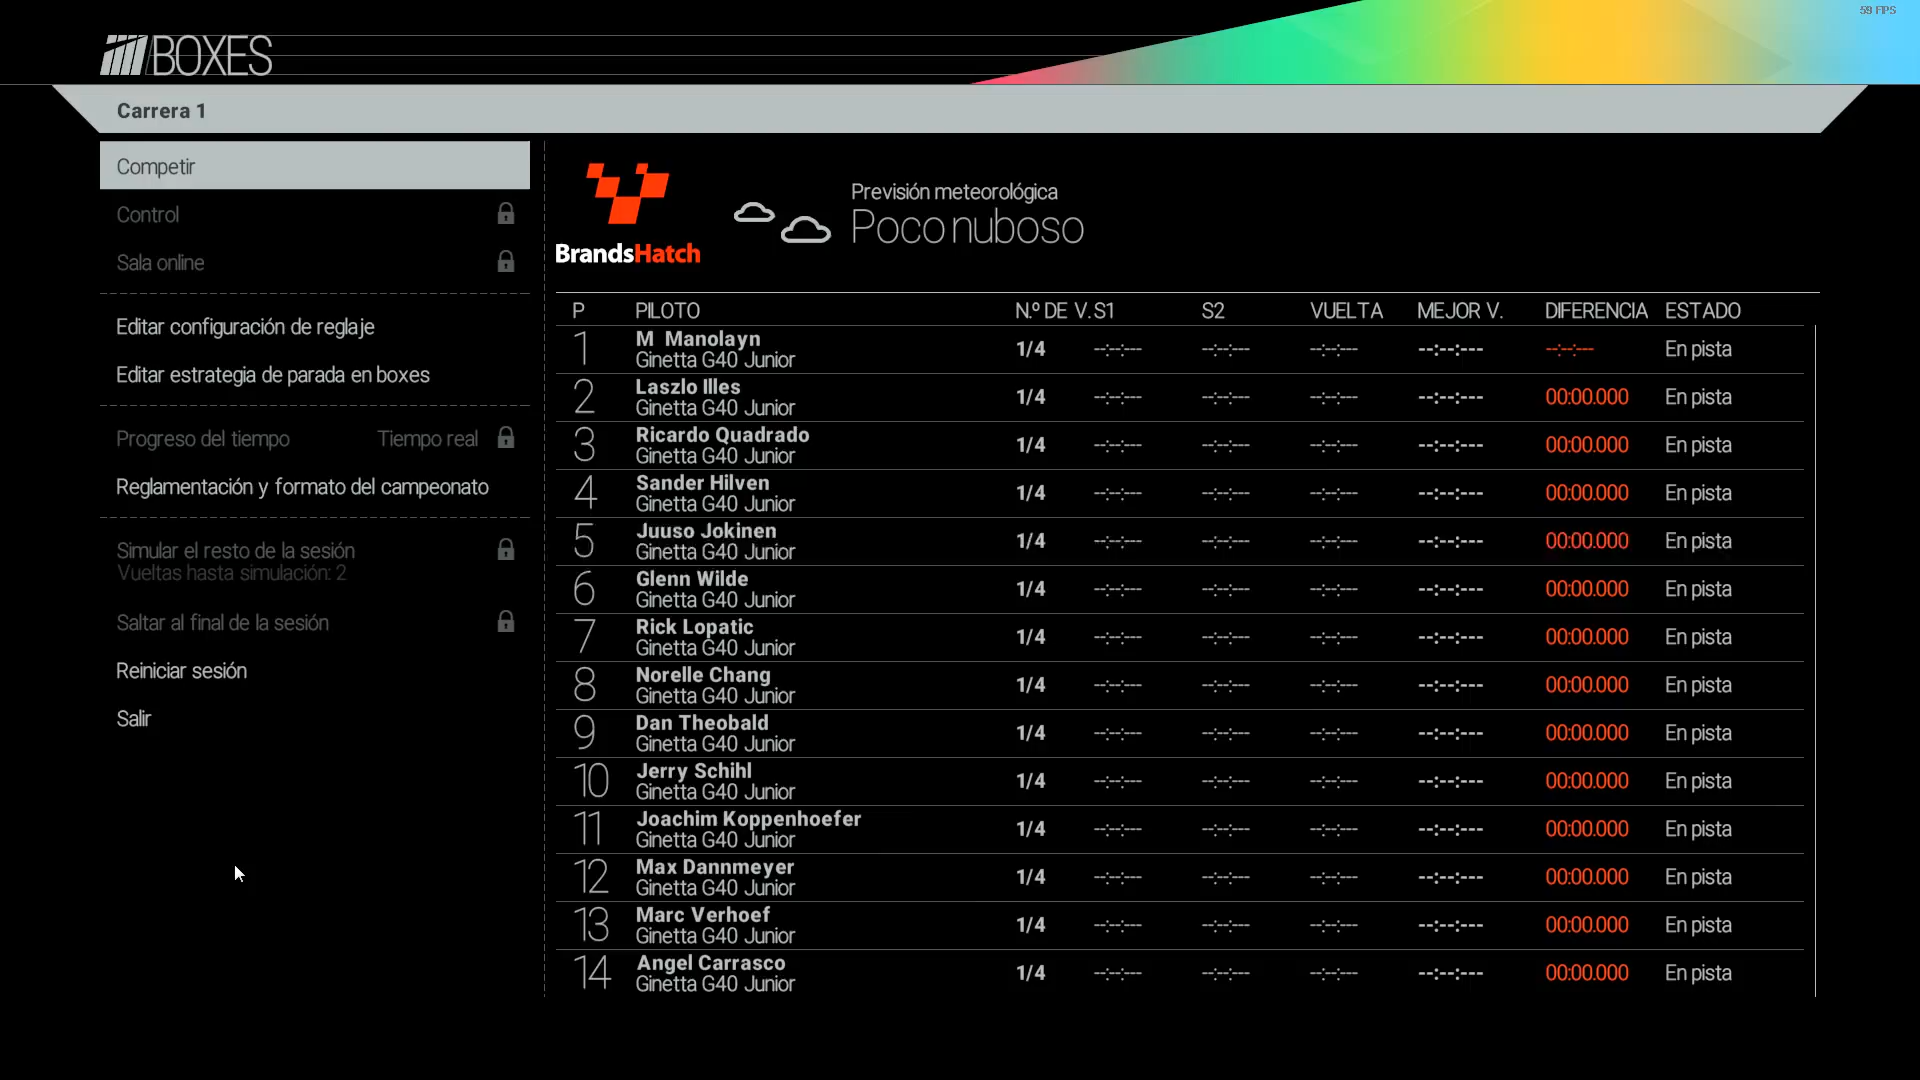 59 FPS
BOXES
Carrera 1
Competir
Control
Sala online
Editar configuración de reglaje
Editar estrategia de parada en boxes
Progreso del tiempo Tiempo real
Reglamentación y formato del campeonato
Simular el resto de la sesión
Vueltas hasta simulación: 2
Saltar al final de la sesión
Reiniciar sesión
Salir
BrandsHatch
Previsión meteorológica
Poco nuboso
P PILOTO N.º DE V. S1 S2 VUELTA MEJOR V. DIFERENCIA ESTADO
1 M Manolayn 1/4 --:--:--- --:--:--- --:--:--- --:--:--- --:--:--- En pista
Ginetta G40 Junior
2 Laszlo Illes 1/4 --:--:--- --:--:--- --:--:--- --:--:--- 00:00.000 En pista
Ginetta G40 Junior
3 Ricardo Quadrado 1/4 --:--:--- --:--:--- --:--:--- --:--:--- 00:00.000 En pista
Ginetta G40 Junior
4 Sander Hilven 1/4 --:--:--- --:--:--- --:--:--- --:--:--- 00:00.000 En pista
Ginetta G40 Junior
5 Juuso Jokinen 1/4 --:--:--- --:--:--- --:--:--- --:--:--- 00:00.000 En pista
Ginetta G40 Junior
6 Glenn Wilde 1/4 --:--:--- --:--:--- --:--:--- --:--:--- 00:00.000 En pista
Ginetta G40 Junior
7 Rick Lopatic 1/4 --:--:--- --:--:--- --:--:--- --:--:--- 00:00.000 En pista
Ginetta G40 Junior
8 Norelle Chang 1/4 --:--:--- --:--:--- --:--:--- --:--:--- 00:00.000 En pista
Ginetta G40 Junior
9 Dan Theobald 1/4 --:--:--- --:--:--- --:--:--- --:--:--- 00:00.000 En pista
Ginetta G40 Junior
10 Jerry Schihl 1/4 --:--:--- --:--:--- --:--:--- --:--:--- 00:00.000 En pista
Ginetta G40 Junior
11 Joachim Koppenhoefer 1/4 --:--:--- --:--:--- --:--:--- --:--:--- 00:00.000 En pista
Ginetta G40 Junior
12 Max Dannmeyer 1/4 --:--:--- --:--:--- --:--:--- --:--:--- 00:00.000 En pista
Ginetta G40 Junior
13 Marc Verhoef 1/4 --:--:--- --:--:--- --:--:--- --:--:--- 00:00.000 En pista
Ginetta G40 Junior
14 Angel Carrasco 1/4 --:--:--- --:--:--- --:--:--- --:--:--- 00:00.000 En pista
Ginetta G40 Junior